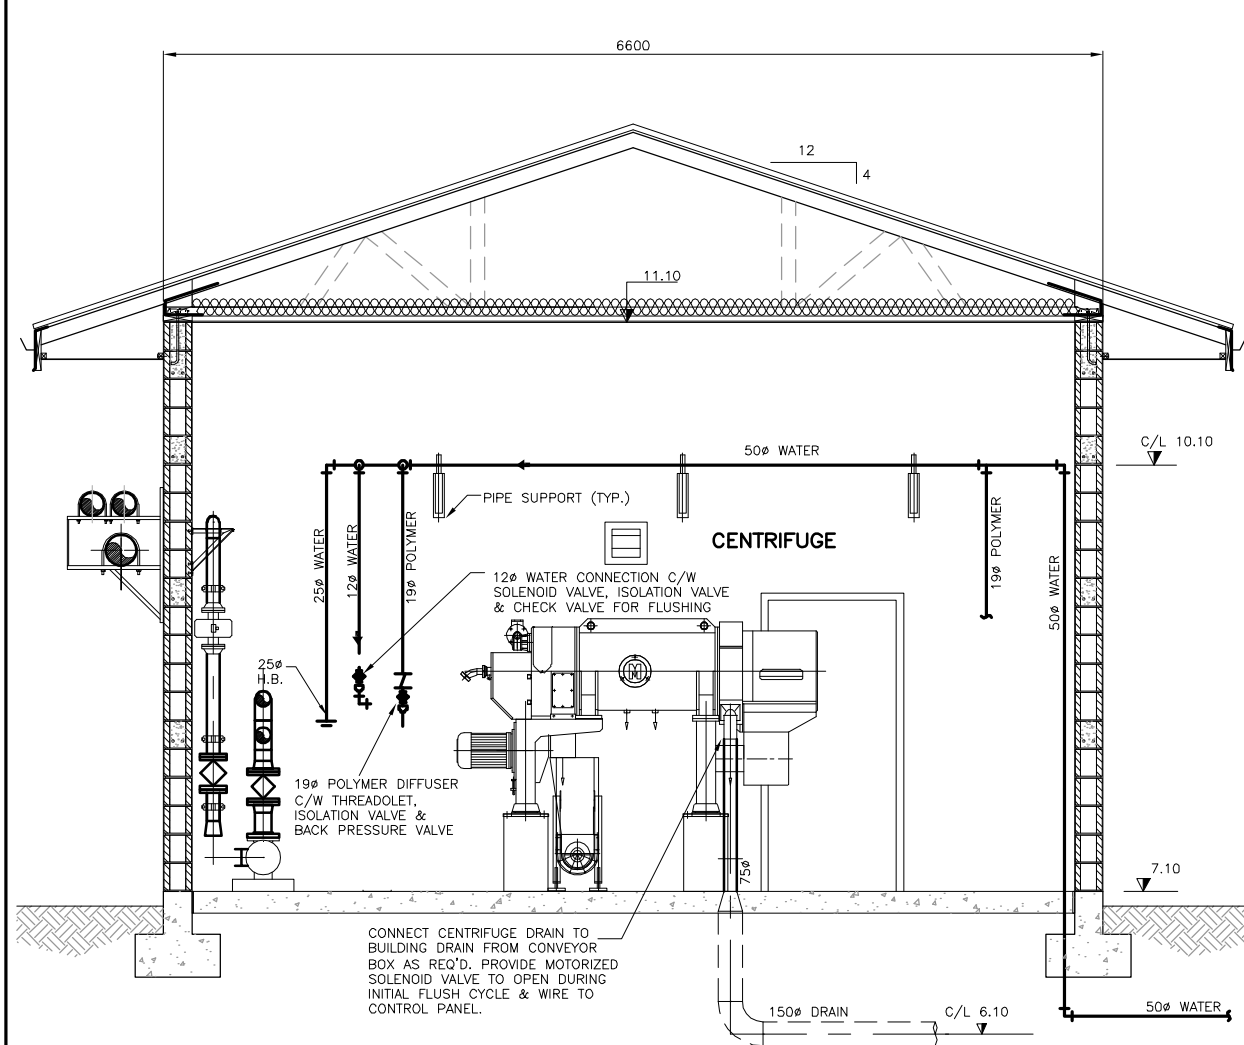 6600
12
4
11.10
C/L 10.10
50ø WATER
PIPE SUPPORT (TYP.)
CENTRIFUGE
25ø WATER
12ø WATER
19ø POLYMER
19ø POLYMER
50ø WATER
12ø WATER CONNECTION C/W
SOLENOID VALVE, ISOLATION VALVE
& CHECK VALVE FOR FLUSHING
25ø
H.B.
19ø POLYMER DIFFUSER
C/W THREADOLET,
ISOLATION VALVE &
BACK PRESSURE VALVE
75ø
7.10
CONNECT CENTRIFUGE DRAIN TO
BUILDING DRAIN FROM CONVEYOR
BOX AS REQ'D. PROVIDE MOTORIZED
SOLENOID VALVE TO OPEN DURING
INITIAL FLUSH CYCLE & WIRE TO
CONTROL PANEL.
150ø DRAIN
C/L 6.10
50ø WATER